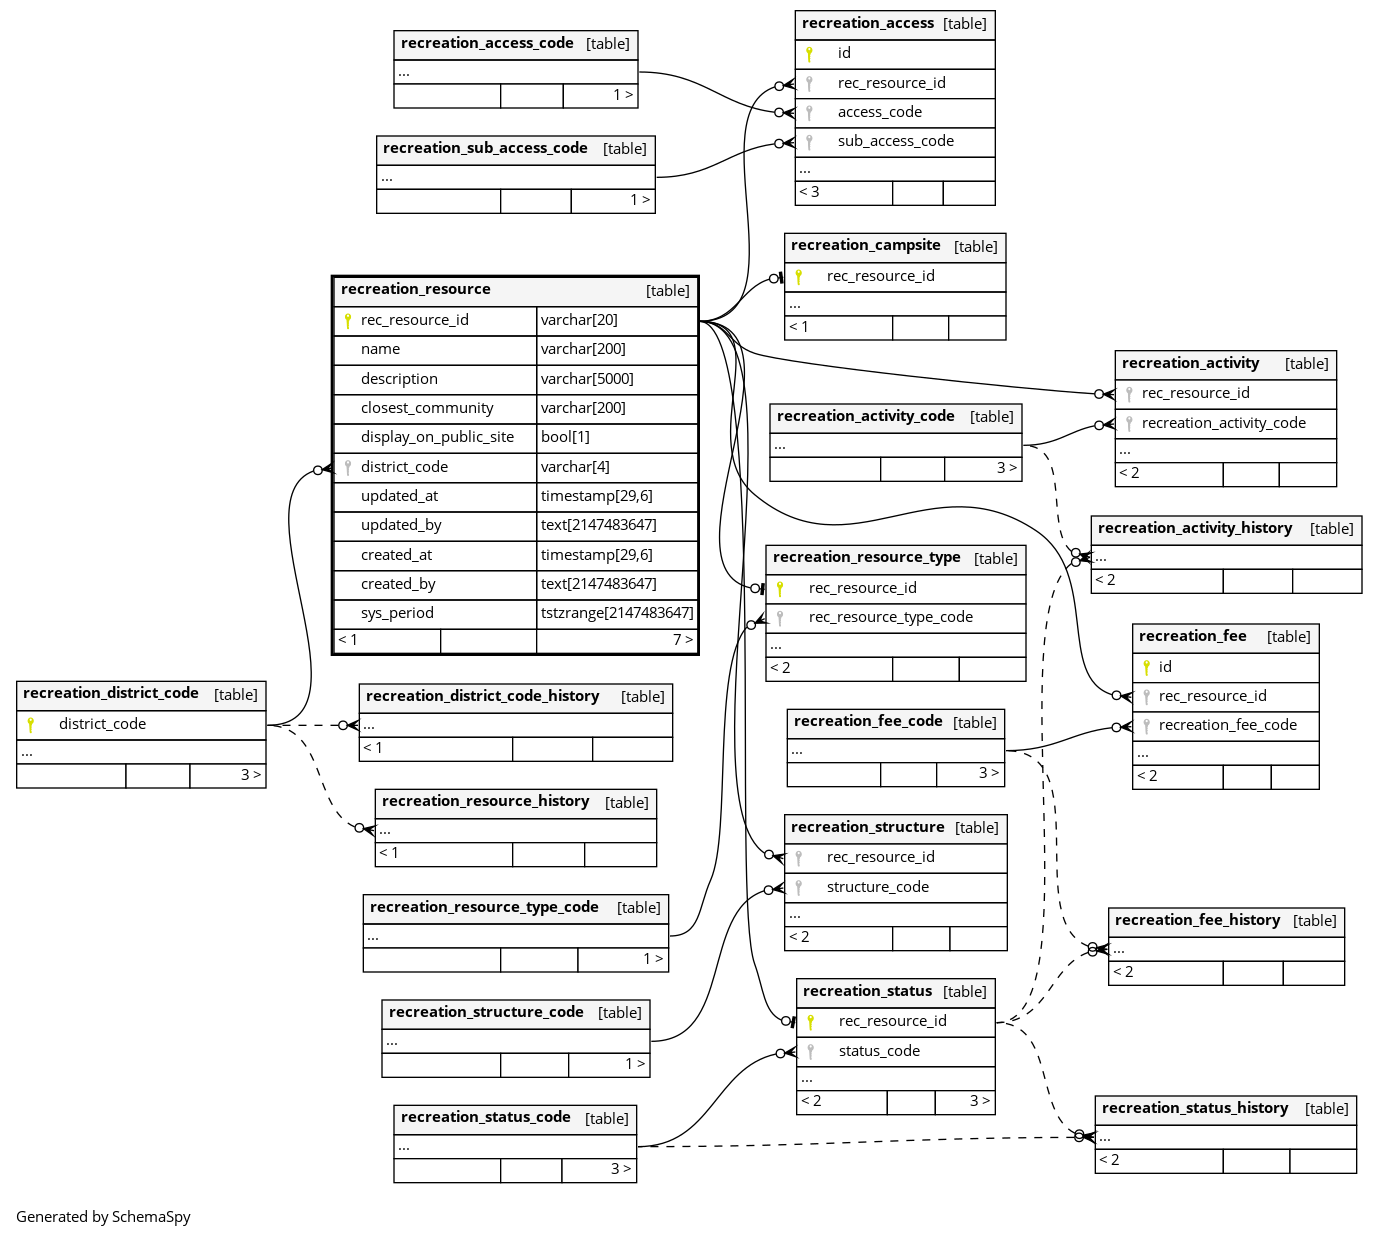 recreation_access_code [table]
...
1 >
recreation_sub_access_code [table]
...
1 >
recreation_access [table]
id
rec_resource_id
access_code
sub_access_code
...
< 3
recreation_campsite [table]
rec_resource_id
...
< 1
recreation_resource [table]
rec_resource_id varchar[20]
name varchar[200]
description varchar[5000]
closest_community varchar[200]
display_on_public_site bool[1]
district_code varchar[4]
updated_at timestamp[29,6]
updated_by text[2147483647]
created_at timestamp[29,6]
created_by text[2147483647]
sys_period tstzrange[2147483647]
< 1 7 >
recreation_activity [table]
rec_resource_id
recreation_activity_code
...
< 2
recreation_activity_code [table]
...
3 >
recreation_activity_history [table]
...
< 2
recreation_resource_type [table]
rec_resource_id
rec_resource_type_code
...
< 2
recreation_fee [table]
id
rec_resource_id
recreation_fee_code
...
< 2
recreation_district_code [table]
district_code
...
3 >
recreation_district_code_history [table]
...
< 1
recreation_fee_code [table]
...
3 >
recreation_resource_history [table]
...
< 1
recreation_structure [table]
rec_resource_id
structure_code
...
< 2
recreation_resource_type_code [table]
...
1 >
recreation_fee_history [table]
...
< 2
recreation_structure_code [table]
...
1 >
recreation_status [table]
rec_resource_id
status_code
...
< 2 3 >
recreation_status_code [table]
...
3 >
recreation_status_history [table]
...
< 2
Generated by SchemaSpy